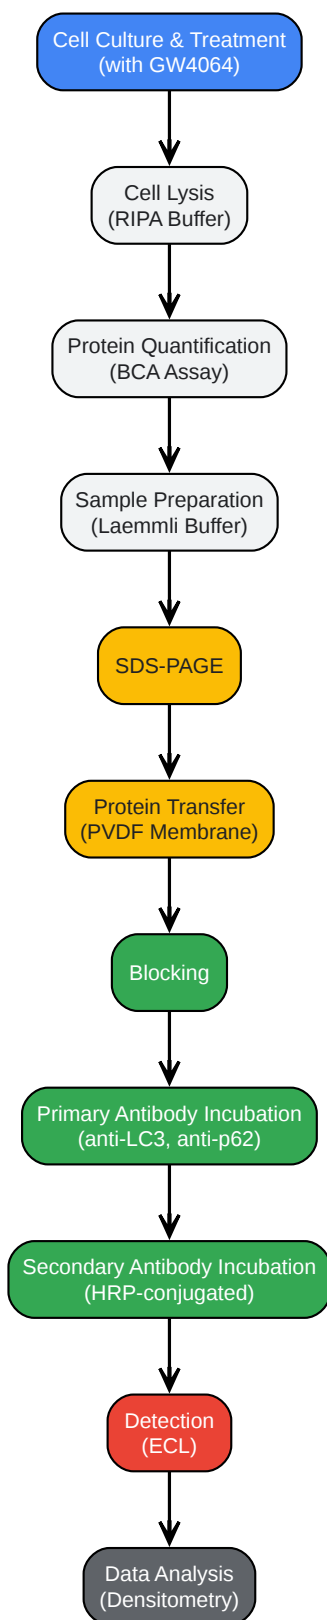 Cell Culture & Treatment
(with GW4064)
Cell Lysis
(RIPA Buffer)
Protein Quantification
(BCA Assay)
Sample Preparation
(Laemmli Buffer)
SDS-PAGE
Protein Transfer
(PVDF Membrane)
Blocking
Primary Antibody Incubation
(anti-LC3, anti-p62)
Secondary Antibody Incubation
(HRP-conjugated)
Detection
(ECL)
Data Analysis
(Densitometry)